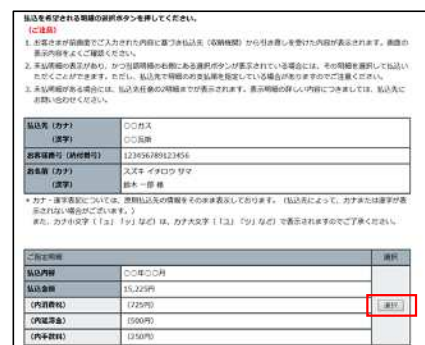 払込を希望される明細の選択ボタンを押してください。
(ご注意)
1. お客さまが前画面でご入力された内容に基づき払込先（収納機関）から引き戻しを受けた内容が表示されます。画面の
表示内容をよくご確認ください。
2. 未払明細の表示があり、かつ当該明細の右側にある選択ボタンが表示されている場合には、その明細を選択して払込い
ただくことができます。ただし、払込先で明細のお支払順を指定している場合がありますのでご注意ください。
3. 未払明細がある場合には、払込先任意の明細までが表示されます。表示明細の詳しい内容につきましては、払込先に
お問い合わせください。
払込先（カナ） 〇〇ガス
（漢字） 〇〇瓦斯
お客様番号（納付番号） 123456789123456
お名前（カナ） スズキ イチロウ サマ
（漢字） 鈴木 一郎 様
* カナ・漢字表記については、原則払込先の情報をそのまま表示しております。（払込先によって、カナまたは漢字が表
示されない場合がございます。）
また、カナ小文字（「ュ」「ッ」など）は、カナ大文字（「ユ」「ツ」など）で表示されますのでご了承ください。
ご指定明細 選択
払込内容 〇〇年〇〇月
払込金額 15,225円
（内消費税） （725円） 選択
（内延滞金） （500円）
（内手数料） （250円）